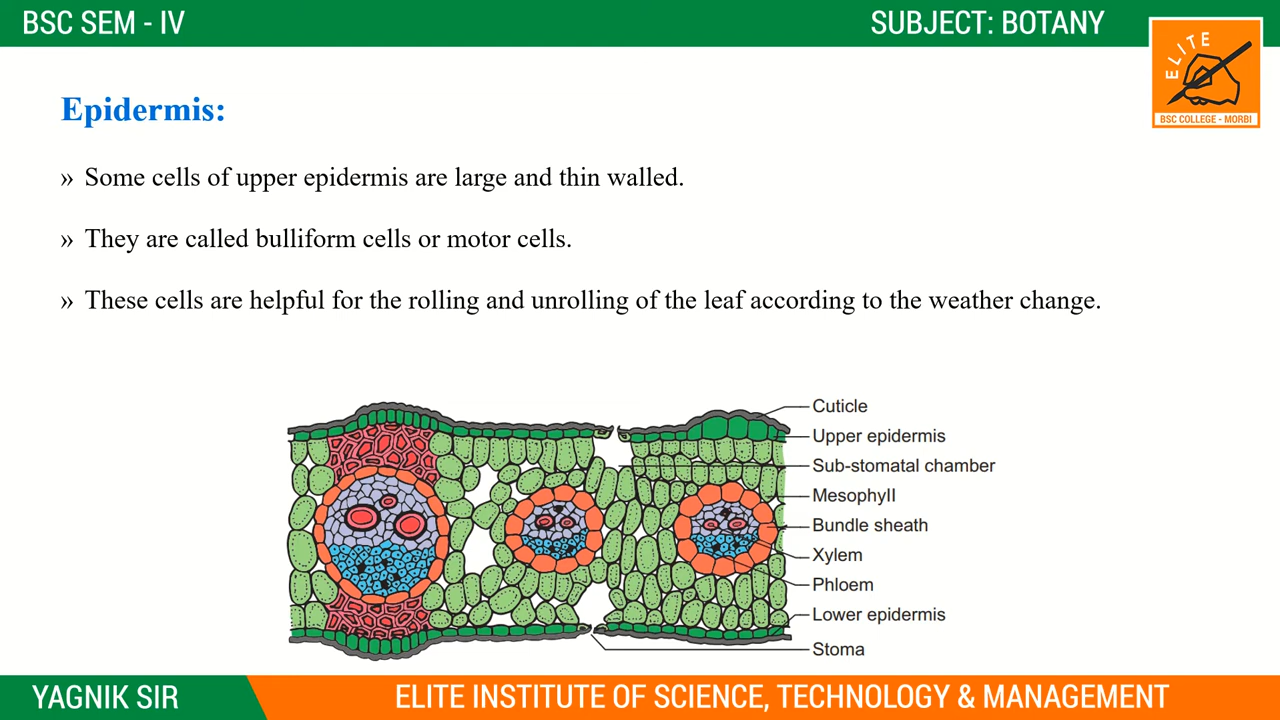 BSC SEM - IV
SUBJECT: BOTANY
ELITE
BSC COLLEGE - MORBI
Epidermis:
» Some cells of upper epidermis are large and thin walled.
» They are called bulliform cells or motor cells.
» These cells are helpful for the rolling and unrolling of the leaf according to the weather change.
Cuticle
Upper epidermis
Sub-stomatal chamber
Mesophyll
Bundle sheath
Xylem
Phloem
Lower epidermis
Stoma
YAGNIK SIR
ELITE INSTITUTE OF SCIENCE, TECHNOLOGY & MANAGEMENT